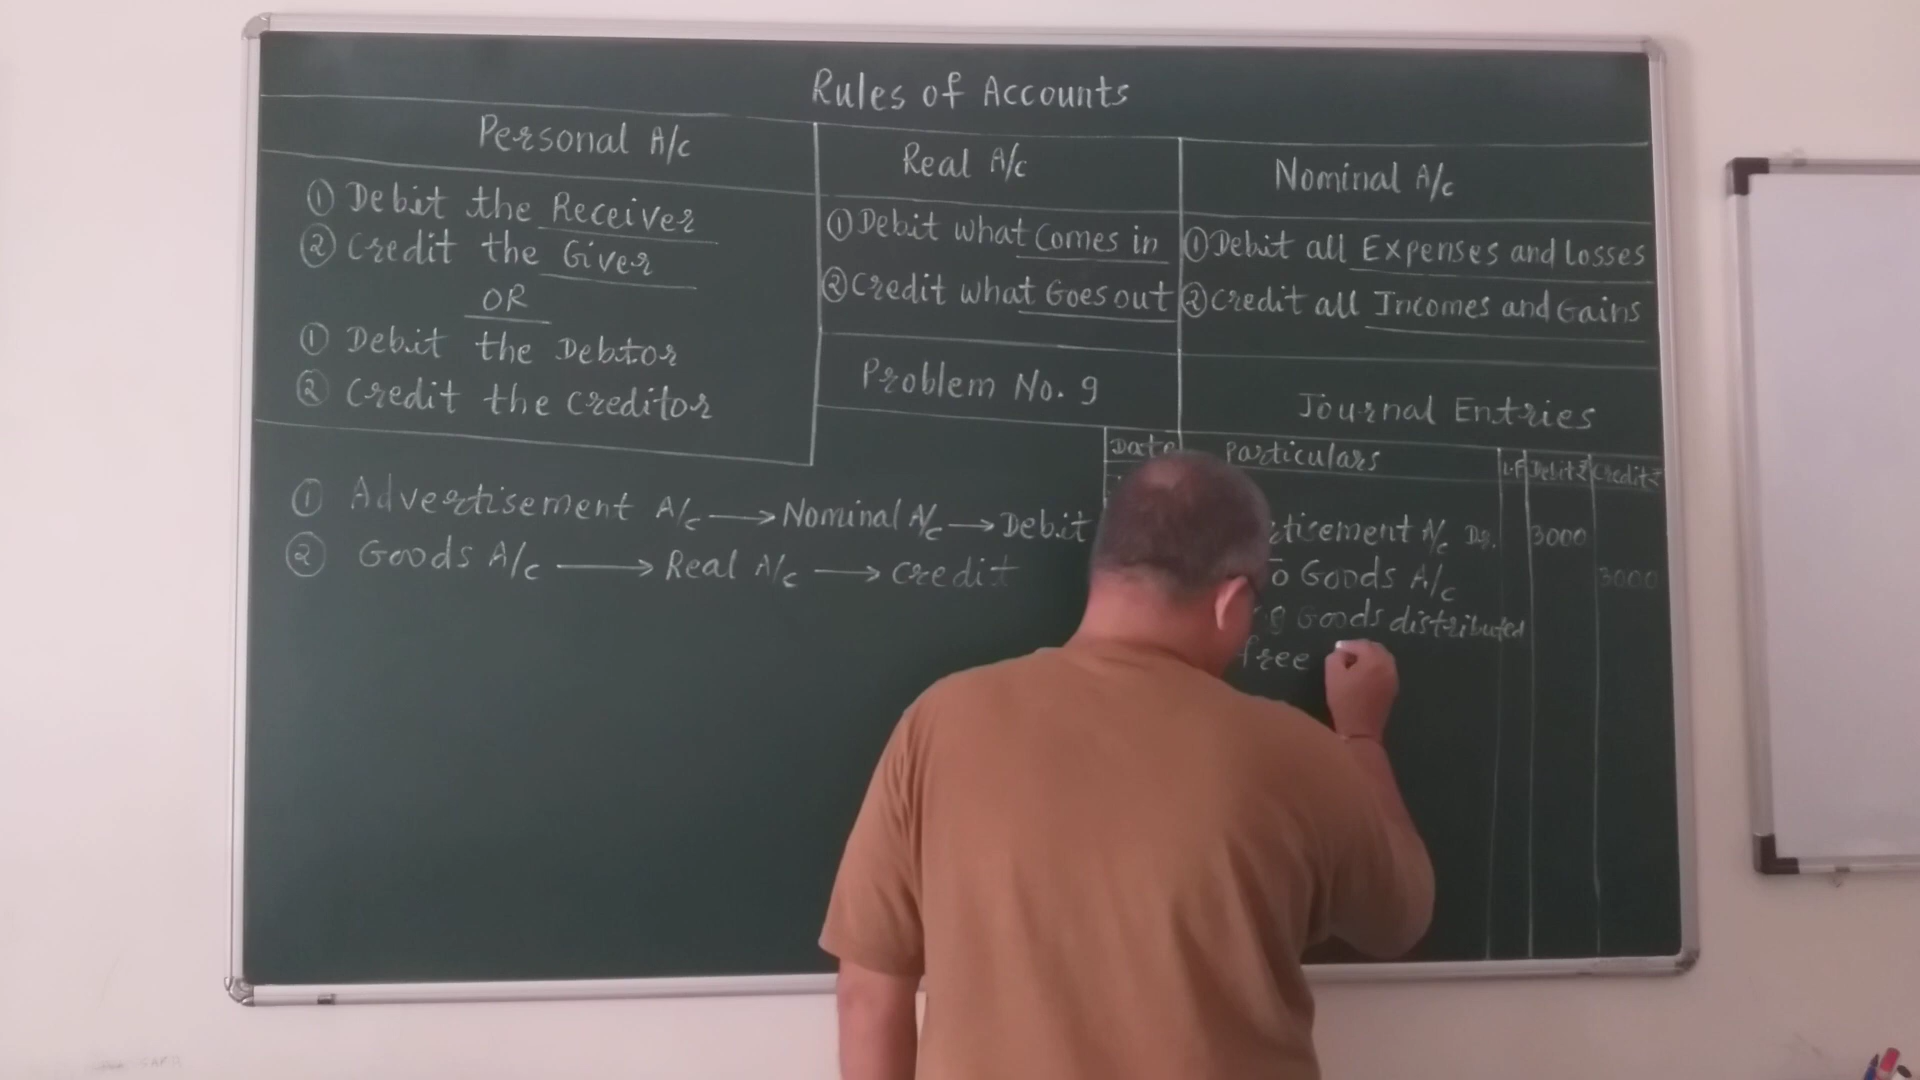 Rules of Accounts
Personal A/c
① Debit the Receiver
② Credit the Giver
OR
① Debit the Debtor
② Credit the Creditor
Real A/c
① Debit what Comes in
② Credit what Goes out
Nominal A/c
① Debit all Expenses and Losses
② Credit all Incomes and Gains
Problem No. 9
① Advertisement A/c → Nominal A/c → Debit
② Goods A/c → Real A/c → Credit
Journal Entries
Date Particulars L.F Debit₹ Credit₹
tisement A/c Dr. 3000
o Goods A/c 3000
g Goods distributed
free